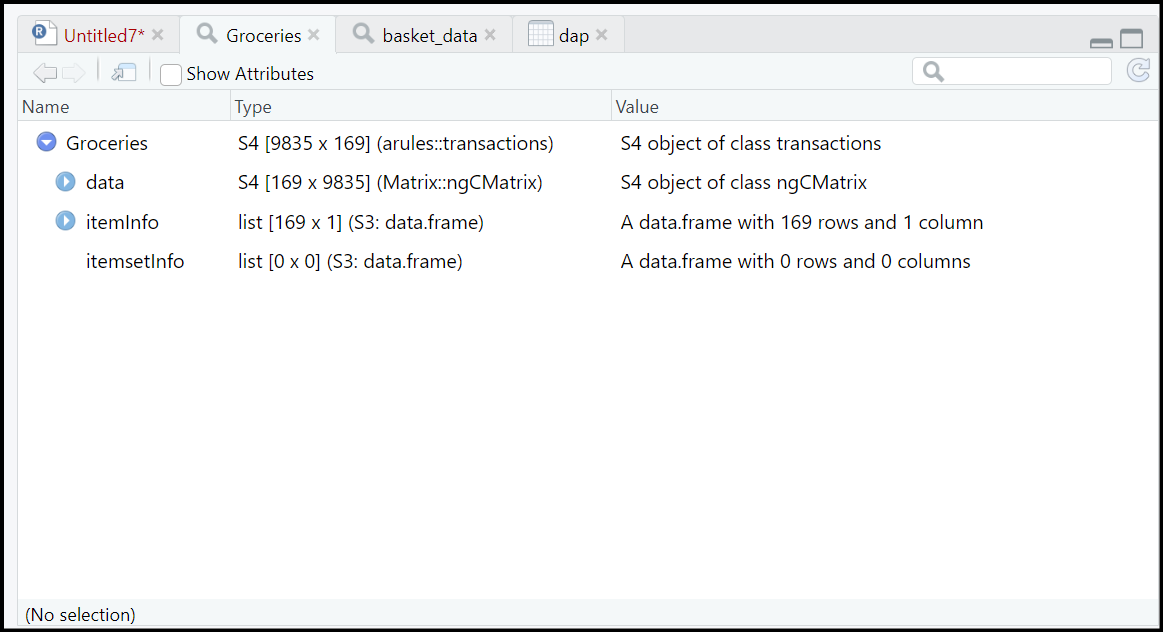 R Untitled7* Groceries basket_data dap
Show Attributes
Name Type Value
Groceries S4 [9835 x 169] (arules::transactions) S4 object of class transactions
data S4 [169 x 9835] (Matrix::ngCMatrix) S4 object of class ngCMatrix
itemInfo list [169 x 1] (S3: data.frame) A data.frame with 169 rows and 1 column
itemsetInfo list [0 x 0] (S3: data.frame) A data.frame with 0 rows and 0 columns
(No selection)